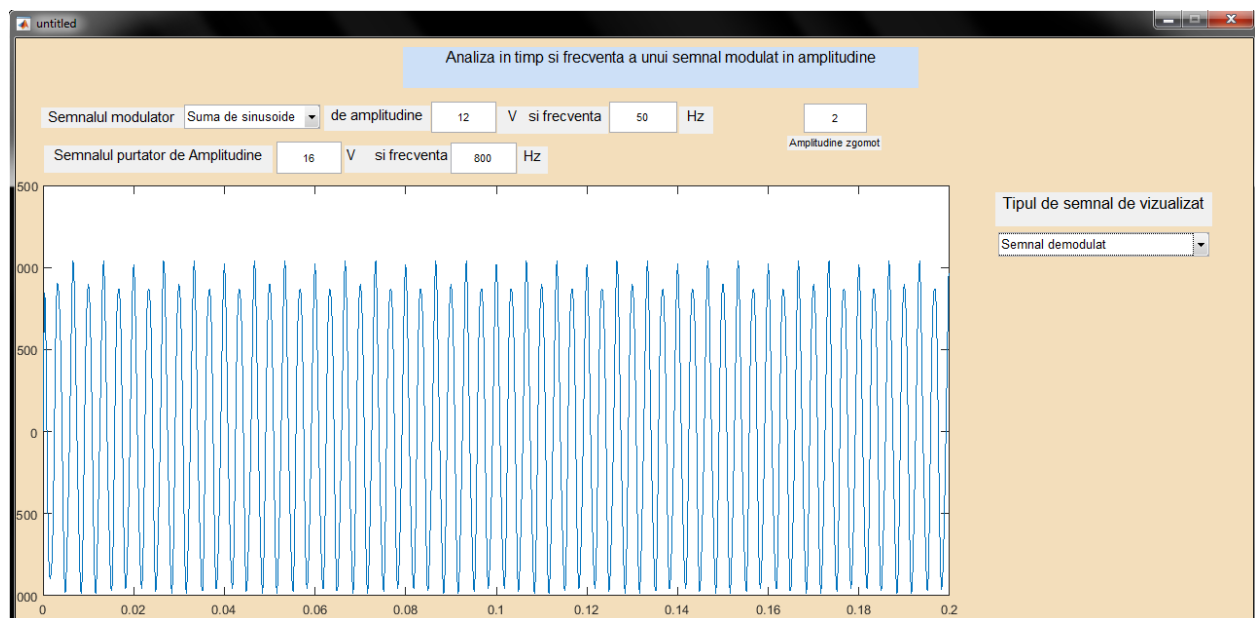 untitled
Analiza in timp si frecventa a unui semnal modulat in amplitudine
Semnalul modulator Suma de sinusoide de amplitudine 12 V si frecventa 50 Hz
2
Amplitudine zgomot
Semnalul purtator de Amplitudine 16 V si frecventa 800 Hz
Tipul de semnal de vizualizat
Semnal demodulat
500
000
500
0
500
000
0 0.02 0.04 0.06 0.08 0.1 0.12 0.14 0.16 0.18 0.2